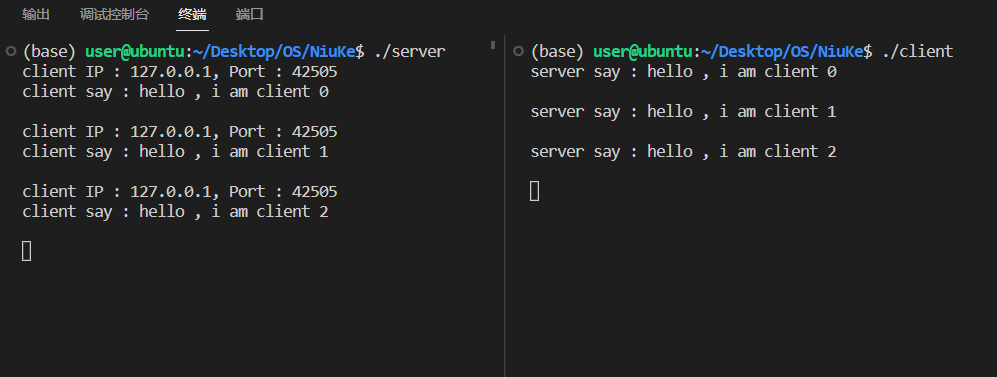 输出 调试控制台 终端 端口
(base) user@ubuntu:~/Desktop/OS/NiuKe$ ./server
client IP : 127.0.0.1, Port : 42505
client say : hello , i am client 0
client IP : 127.0.0.1, Port : 42505
client say : hello , i am client 1
client IP : 127.0.0.1, Port : 42505
client say : hello , i am client 2
(base) user@ubuntu:~/Desktop/OS/NiuKe$ ./client
server say : hello , i am client 0
server say : hello , i am client 1
server say : hello , i am client 2